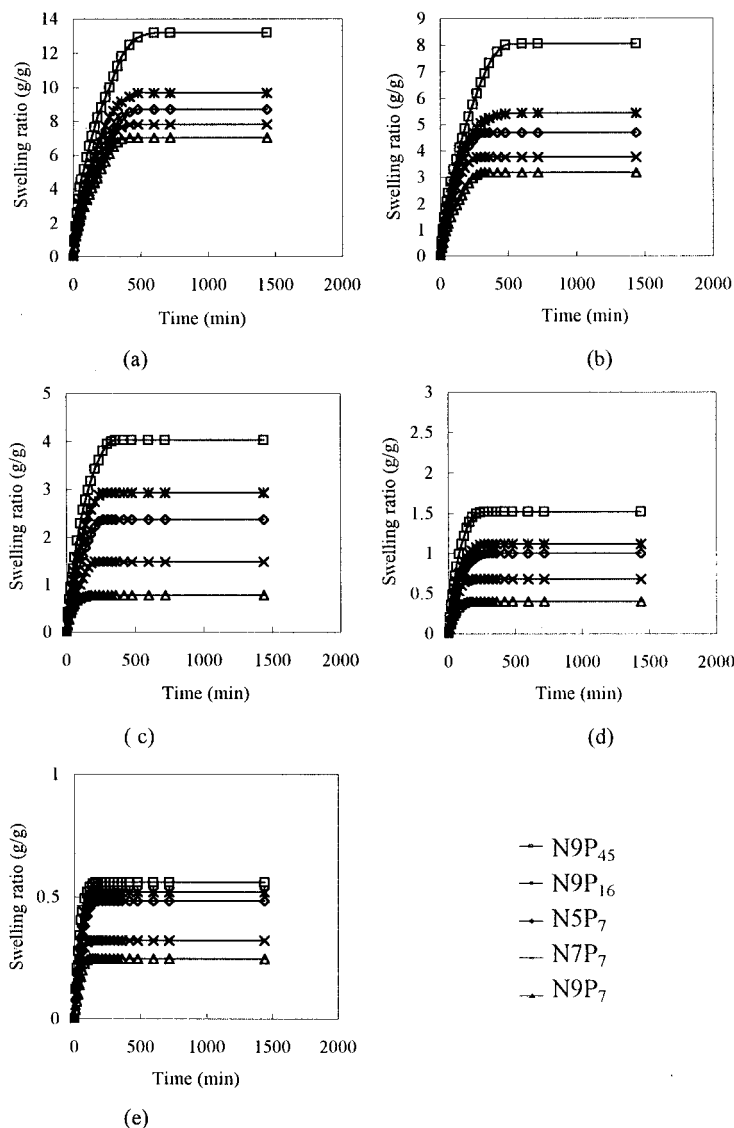 14
12
10
8
6
4
2
0
Swelling ratio (g/g)
0 500 1000 1500 2000
Time (min)
(a)
9
8
7
6
5
4
3
2
1
0
Swelling ratio (g/g)
0 500 1000 1500 2000
Time (min)
(b)
5
4
3
2
1
0
Swelling ratio (g/g)
0 500 1000 1500 2000
Time (min)
( c)
3
2.5
2
1.5
1
0.5
0
Swelling ratio (g/g)
0 500 1000 1500 2000
Time (min)
(d)
1
0.5
0
Swelling ratio (g/g)
0 500 1000 1500 2000
Time (min)
(e)
N9P₄₅
N9P₁₆
N5P₇
N7P₇
N9P₇